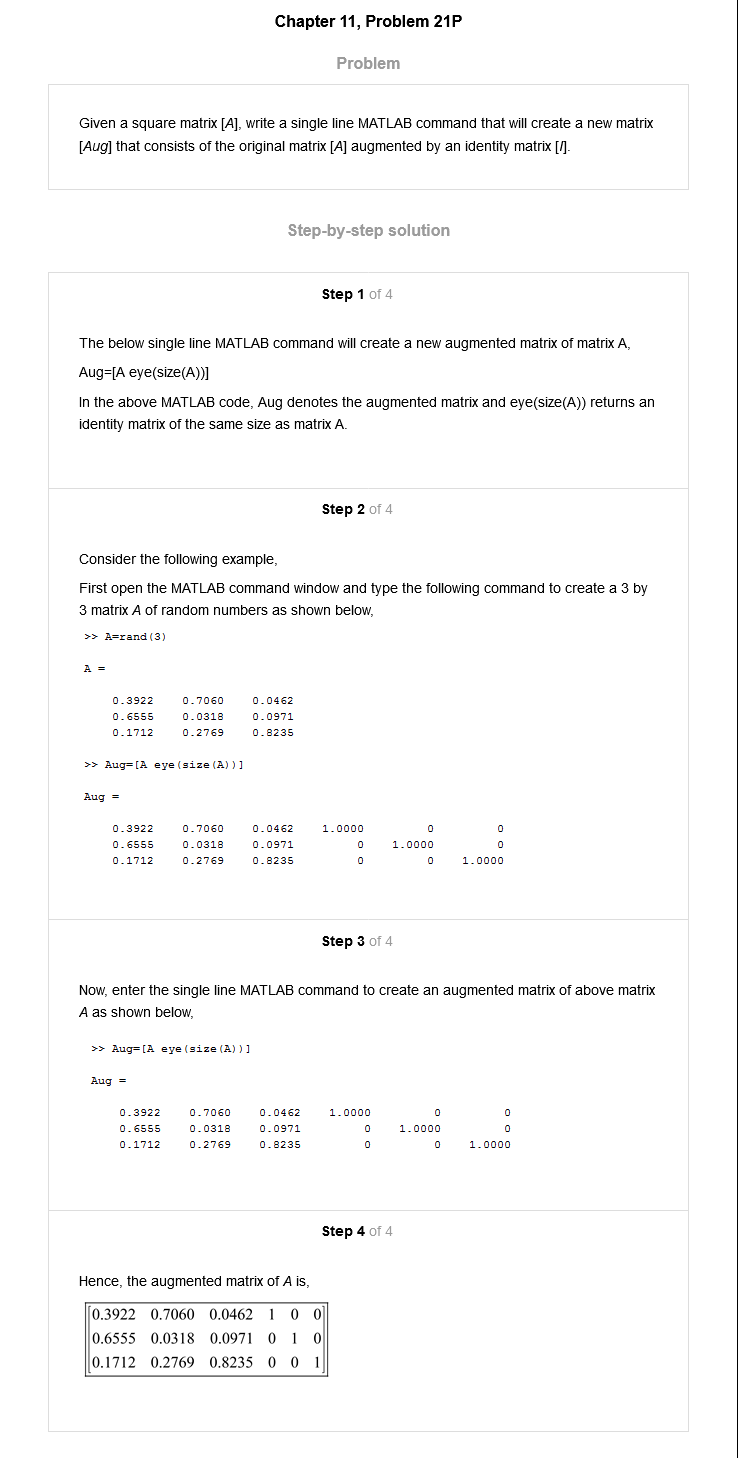 Chapter 11, Problem 21P
Problem
Given a square matrix [A], write a single line MATLAB command that will create a new matrix
[Aug] that consists of the original matrix [A] augmented by an identity matrix [I].
Step-by-step solution
Step 1 of 4
The below single line MATLAB command will create a new augmented matrix of matrix A,
Aug=[A eye(size(A))]
In the above MATLAB code, Aug denotes the augmented matrix and eye(size(A)) returns an
identity matrix of the same size as matrix A.
Step 2 of 4
Consider the following example,
First open the MATLAB command window and type the following command to create a 3 by
3 matrix A of random numbers as shown below,
>> A=rand(3)
A =
0.3922 0.7060 0.0462
0.6555 0.0318 0.0971
0.1712 0.2769 0.8235
>> Aug=[A eye(size(A))]
Aug =
0.3922 0.7060 0.0462 1.0000 0 0
0.6555 0.0318 0.0971 0 1.0000 0
0.1712 0.2769 0.8235 0 0 1.0000
Step 3 of 4
Now, enter the single line MATLAB command to create an augmented matrix of above matrix
A as shown below,
>> Aug=[A eye(size(A))]
Aug =
0.3922 0.7060 0.0462 1.0000 0 0
0.6555 0.0318 0.0971 0 1.0000 0
0.1712 0.2769 0.8235 0 0 1.0000
Step 4 of 4
Hence, the augmented matrix of A is,
[0.3922 0.7060 0.0462 1 0 0]
0.6555 0.0318 0.0971 0 1 0
[0.1712 0.2769 0.8235 0 0 1]